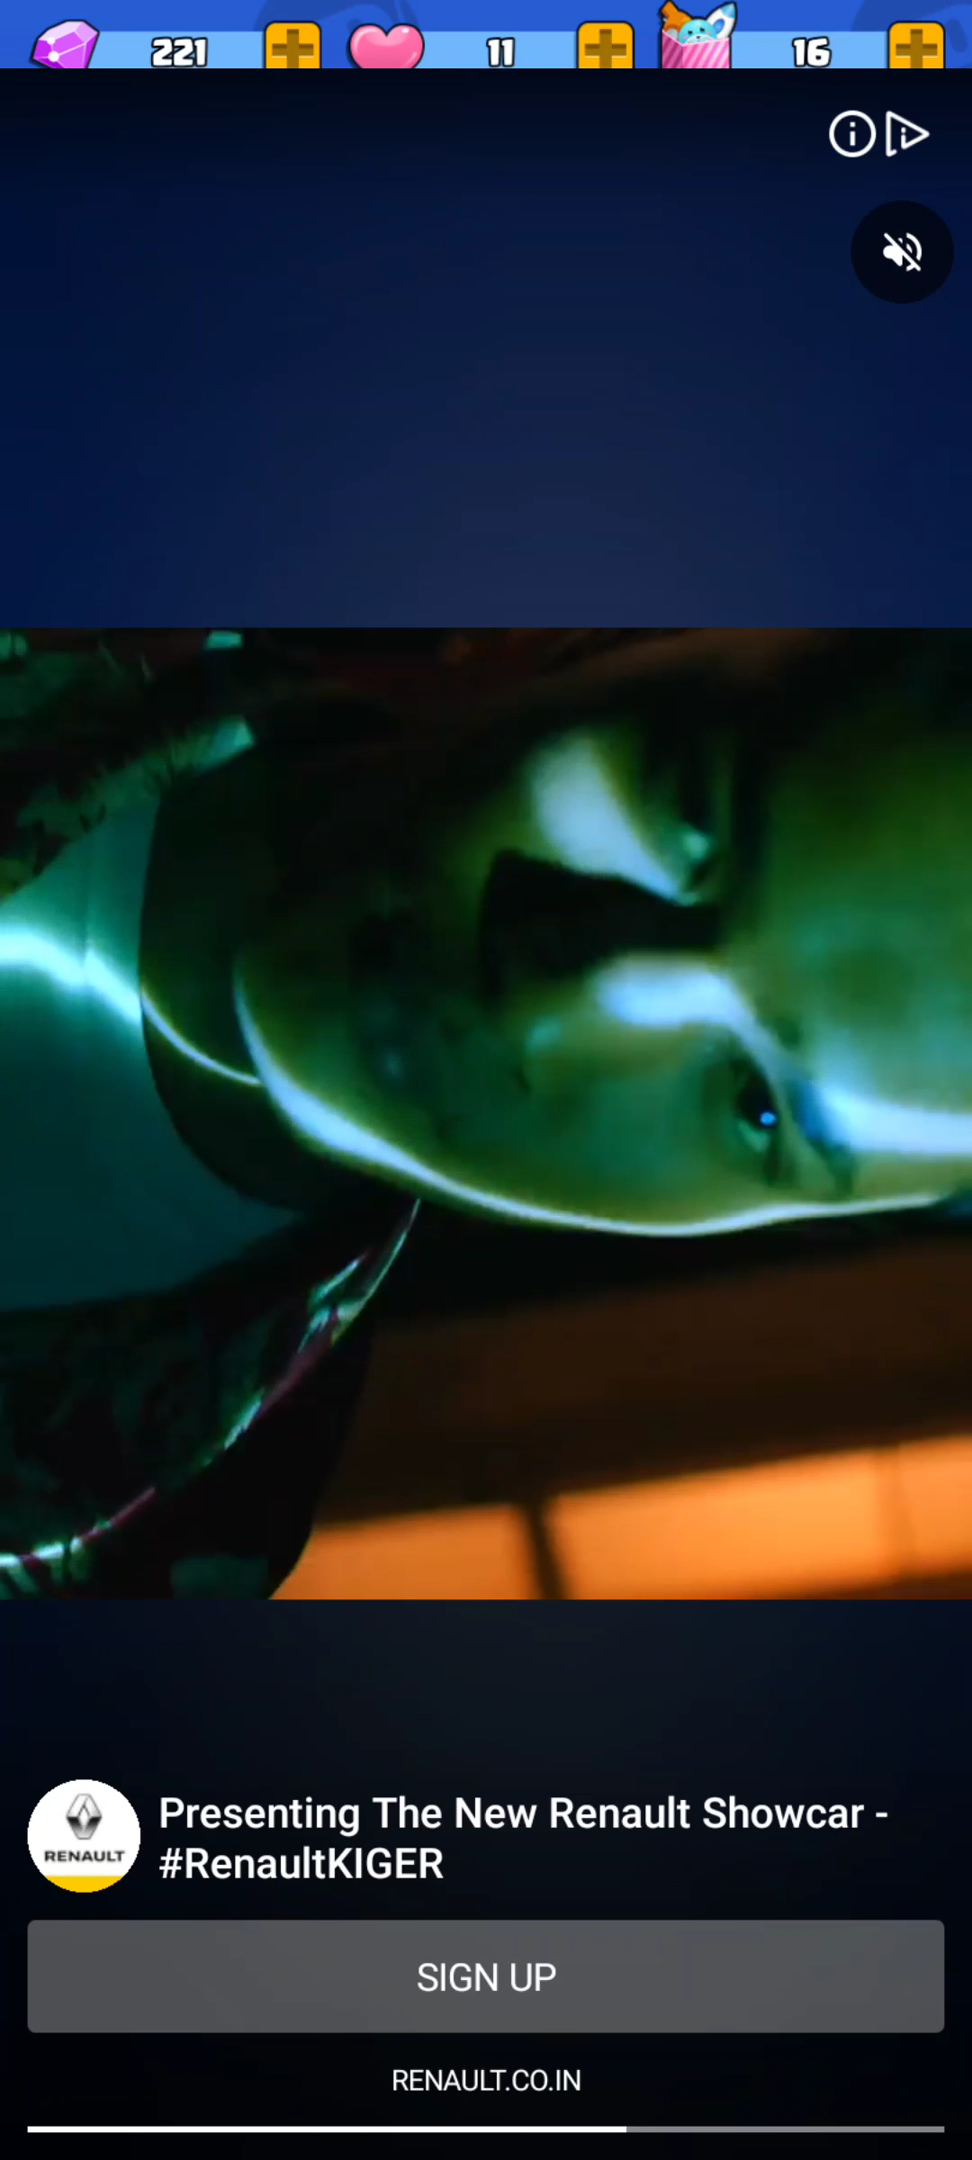 221 11 16
Presenting The New Renault Showcar -
#RenaultKIGER
RENAULT
SIGN UP
RENAULT.CO.IN